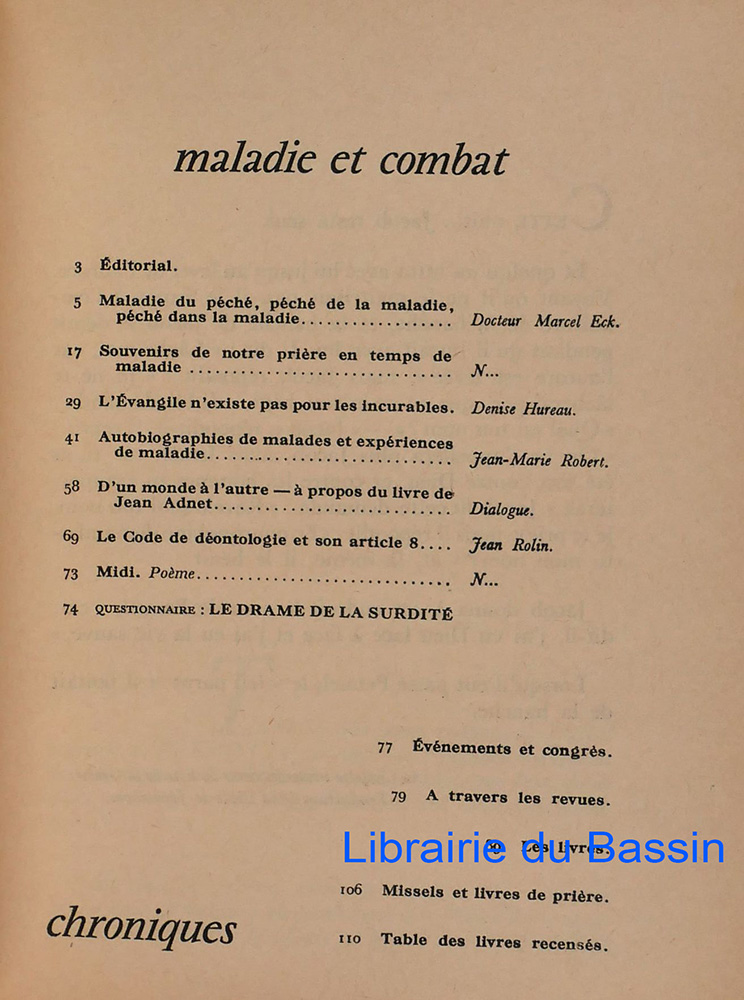 maladie et combat
3 Éditorial.
5 Maladie du péché, péché de la maladie,
péché dans la maladie.................. Docteur Marcel Eck.
17 Souvenirs de notre prière en temps de
maladie ............................... N...
29 L'Évangile n'existe pas pour les incurables. Denise Hureau.
41 Autobiographies de malades et expériences
de maladie............................. Jean-Marie Robert.
58 D'un monde à l'autre — à propos du livre de
Jean Adnet............................ Dialogue.
69 Le Code de déontologie et son article 8.... Jean Rolin.
73 Midi. Poème.............................. N...
74 QUESTIONNAIRE : LE DRAME DE LA SURDITÉ
77 Événements et congrès.
79 A travers les revues.
Les livres.
Librairie du Bassin
106 Missels et livres de prière.
110 Table des livres recensés.
chroniques